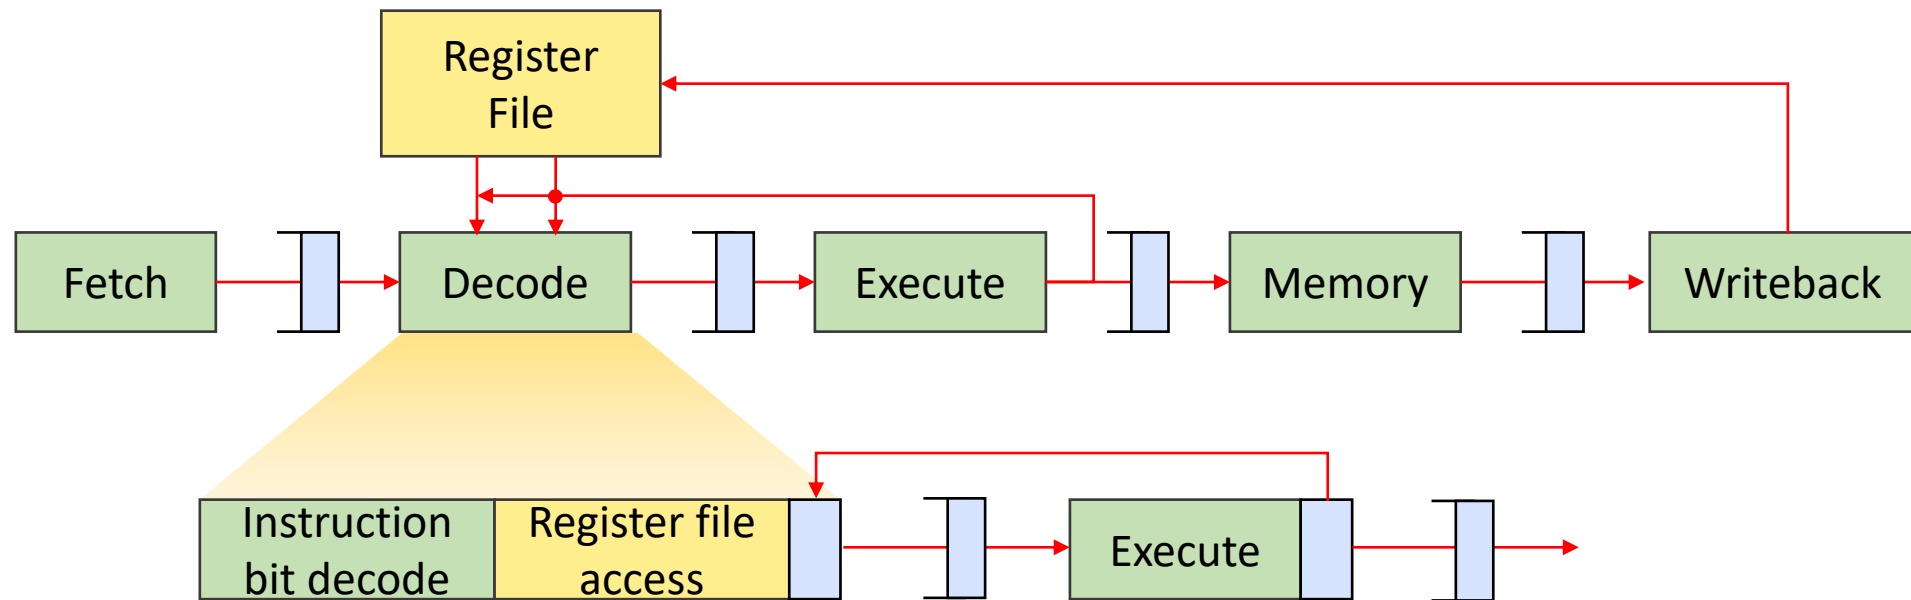 Register
File
Fetch
Decode
Execute
Memory
Writeback
Instruction
bit decode
Register file
access
Execute